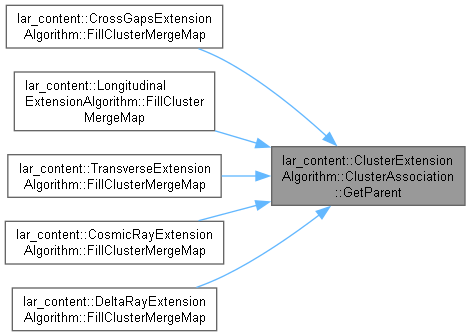 lar_content::CrossGapsExtension
Algorithm::FillClusterMergeMap
lar_content::Longitudinal
ExtensionAlgorithm::FillCluster
MergeMap
lar_content::TransverseExtension
Algorithm::FillClusterMergeMap
lar_content::CosmicRayExtension
Algorithm::FillClusterMergeMap
lar_content::DeltaRayExtension
Algorithm::FillClusterMergeMap
lar_content::ClusterExtension
Algorithm::ClusterAssociation
::GetParent